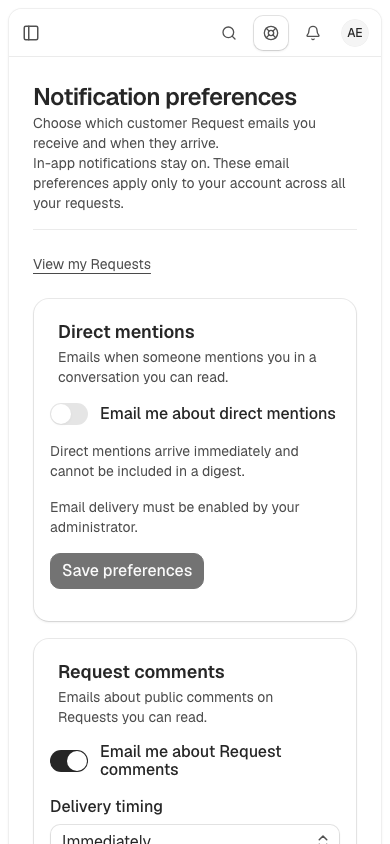 AE
Notification preferences
Choose which customer Request emails you
receive and when they arrive.
In-app notifications stay on. These email
preferences apply only to your account across all
your requests.
View my Requests
Direct mentions
Emails when someone mentions you in a
conversation you can read.
Email me about direct mentions
Direct mentions arrive immediately and
cannot be included in a digest.
Email delivery must be enabled by your
administrator.
Save preferences
Request comments
Emails about public comments on
Requests you can read.
Email me about Request
comments
Delivery timing
Immediately